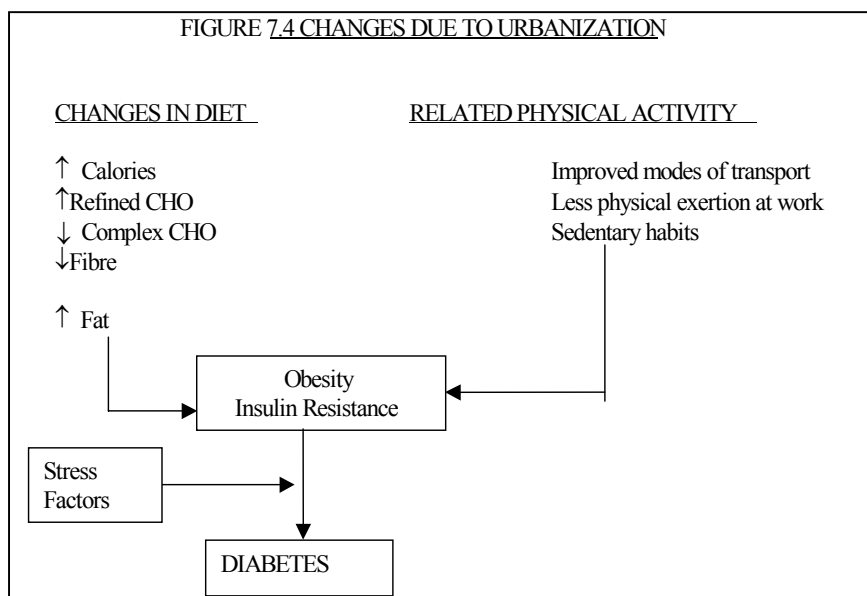 FIGURE 7.4 CHANGES DUE TO URBANIZATION
CHANGES IN DIET
↑ Calories
↑Refined CHO
↓ Complex CHO
↓Fibre
↑ Fat
RELATED PHYSICAL ACTIVITY
Improved modes of transport
Less physical exertion at work
Sedentary habits
Obesity
Insulin Resistance
Stress
Factors
DIABETES